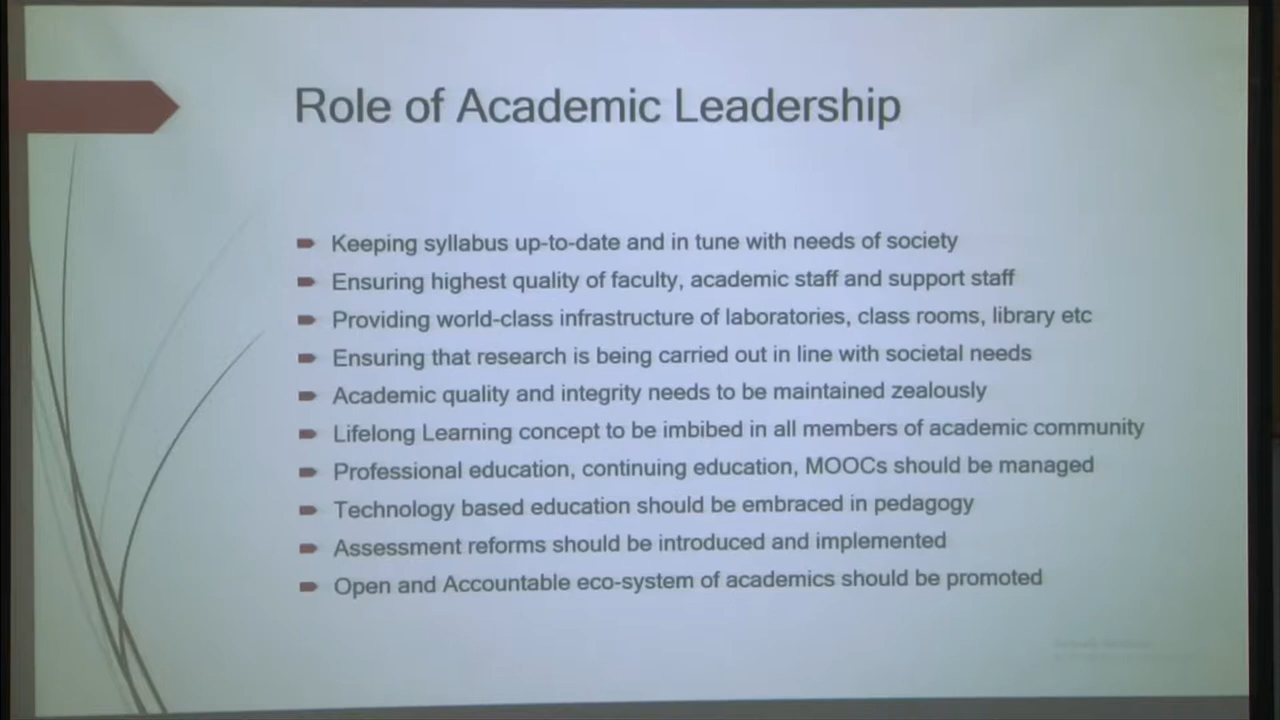 Role of Academic Leadership
Keeping syllabus up-to-date and in tune with needs of society
Ensuring highest quality of faculty, academic staff and support staff
Providing world-class infrastructure of laboratories, class rooms, library etc
Ensuring that research is being carried out in line with societal needs
Academic quality and integrity needs to be maintained zealously
Lifelong Learning concept to be imbibed in all members of academic community
Professional education, continuing education, MOOCs should be managed
Technology based education should be embraced in pedagogy
Assessment reforms should be introduced and implemented
Open and Accountable eco-system of academics should be promoted